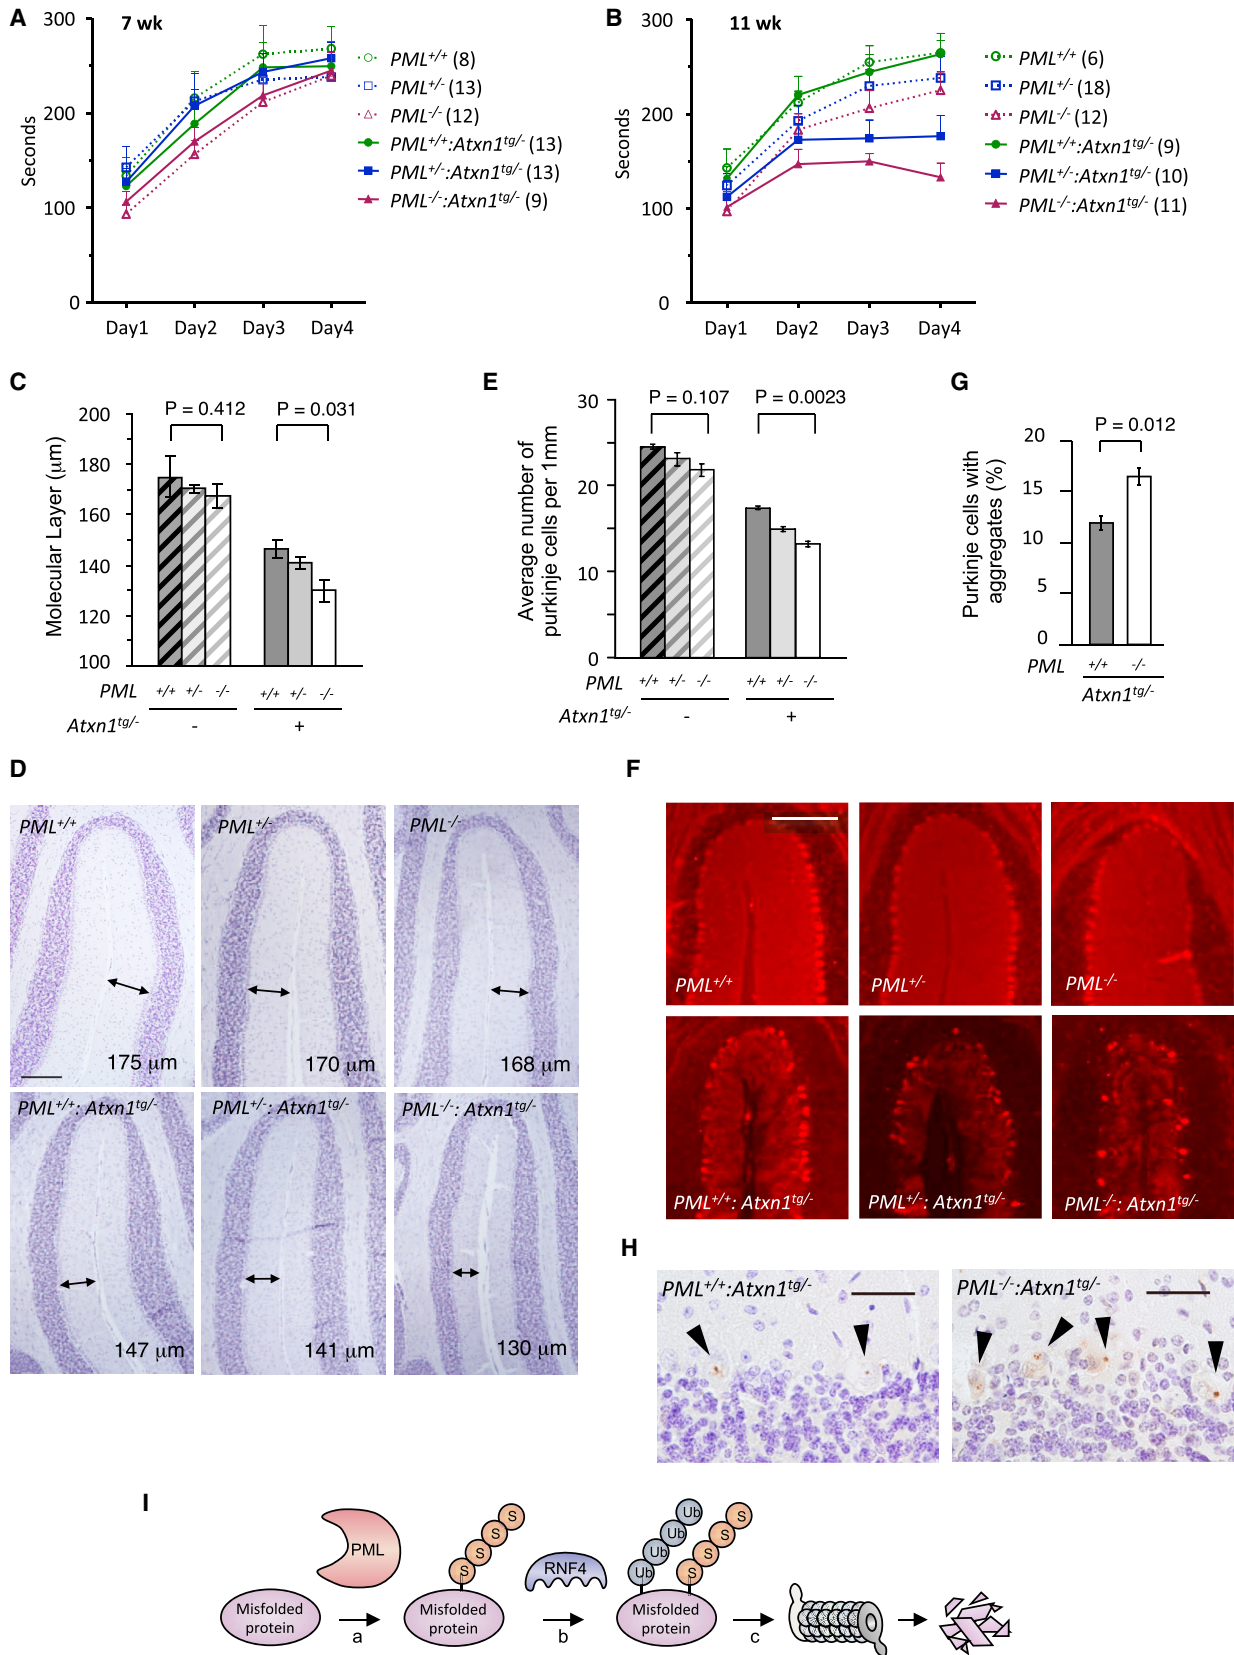 A
7 wk
300
200
100
0
Seconds
Day1 Day2 Day3 Day4
PML+/+ (8)
PML+/- (13)
PML-/- (12)
PML+/+:Atxn1tg/- (13)
PML+/-:Atxn1tg/- (13)
PML-/-:Atxn1tg/- (9)
B
11 wk
300
200
100
0
Seconds
Day1 Day2 Day3 Day4
PML+/+ (6)
PML+/- (18)
PML-/- (12)
PML+/+:Atxn1tg/- (9)
PML+/-:Atxn1tg/- (10)
PML-/-:Atxn1tg/- (11)
C
200
180
160
140
120
100
Molecular Layer (μm)
P = 0.412 P = 0.031
PML +/+ +/- -/- +/+ +/- -/-
Atxn1tg/- - +
E
30
20
10
0
Average number of
purkinje cells per 1mm
P = 0.107 P = 0.0023
PML +/+ +/- -/- +/+ +/- -/-
Atxn1tg/- - +
G
20
15
10
5
0
Purkinje cells with
aggregates (%)
P = 0.012
PML +/+ -/-
Atxn1tg/-
D
PML+/+
175 μm
PML+/-
170 μm
PML-/-
168 μm
PML+/+: Atxn1tg/-
147 μm
PML+/-: Atxn1tg/-
141 μm
PML-/-: Atxn1tg/-
130 μm
F
PML+/+
PML+/-
PML-/-
PML+/+: Atxn1tg/-
PML+/-: Atxn1tg/-
PML-/-: Atxn1tg/-
H
PML+/+:Atxn1tg/-
PML-/-:Atxn1tg/-
I
Misfolded
protein
PML
a
S
S
S
S
Misfolded
protein
RNF4
b
Ub
Ub
Ub
S
S
S
S
Misfolded
protein
c